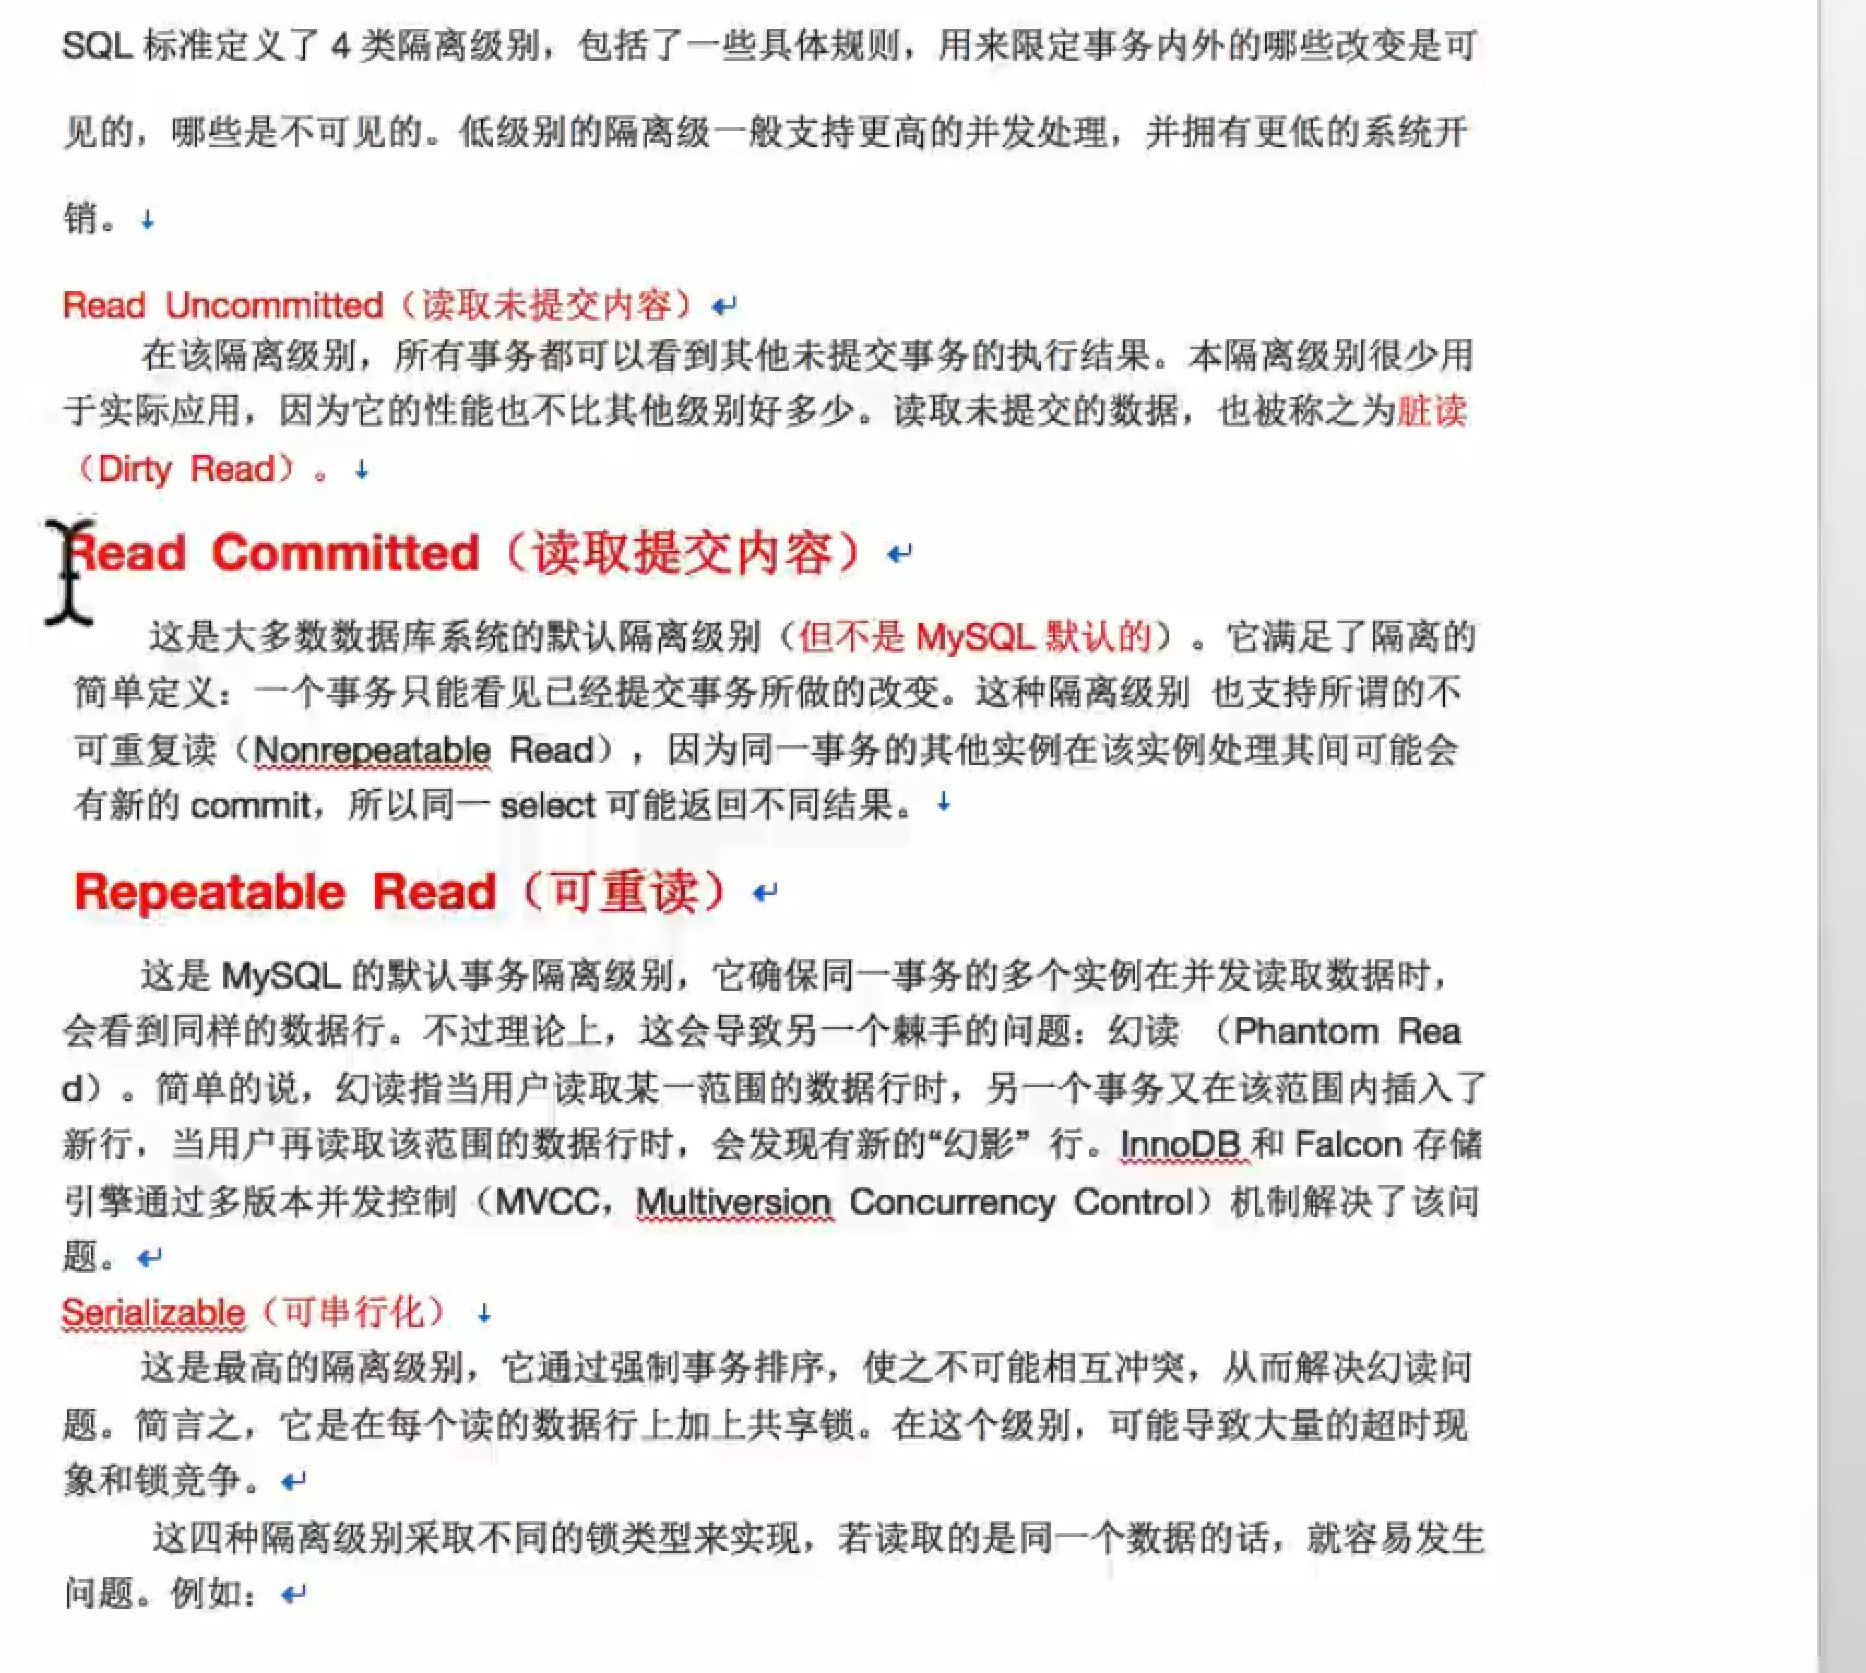 SQL 标准定义了 4 类隔离级别，包括了一些具体规则，用来限定事务内外的哪些改变是可
见的，哪些是不可见的。低级别的隔离级一般支持更高的并发处理，并拥有更低的系统开
销。↓
Read Uncommitted（读取未提交内容）↵
在该隔离级别，所有事务都可以看到其他未提交事务的执行结果。本隔离级别很少用
于实际应用，因为它的性能也不比其他级别好多少。读取未提交的数据，也被称之为脏读
（Dirty Read）。↓
Read Committed（读取提交内容）↵
这是大多数数据库系统的默认隔离级别（但不是 MySQL 默认的）。它满足了隔离的
简单定义：一个事务只能看见已经提交事务所做的改变。这种隔离级别 也支持所谓的不
可重复读（Nonrepeatable Read），因为同一事务的其他实例在该实例处理其间可能会
有新的 commit，所以同一 select 可能返回不同结果。↓
Repeatable Read（可重读）↵
这是 MySQL 的默认事务隔离级别，它确保同一事务的多个实例在并发读取数据时，
会看到同样的数据行。不过理论上，这会导致另一个棘手的问题：幻读 （Phantom Rea
d）。简单的说，幻读指当用户读取某一范围的数据行时，另一个事务又在该范围内插入了
新行，当用户再读取该范围的数据行时，会发现有新的“幻影” 行。InnoDB 和 Falcon 存储
引擎通过多版本并发控制（MVCC，Multiversion Concurrency Control）机制解决了该问
题。↵
Serializable（可串行化） ↓
这是最高的隔离级别，它通过强制事务排序，使之不可能相互冲突，从而解决幻读问
题。简言之，它是在每个读的数据行上加上共享锁。在这个级别，可能导致大量的超时现
象和锁竞争。↵
这四种隔离级别采取不同的锁类型来实现，若读取的是同一个数据的话，就容易发生
问题。例如：↵